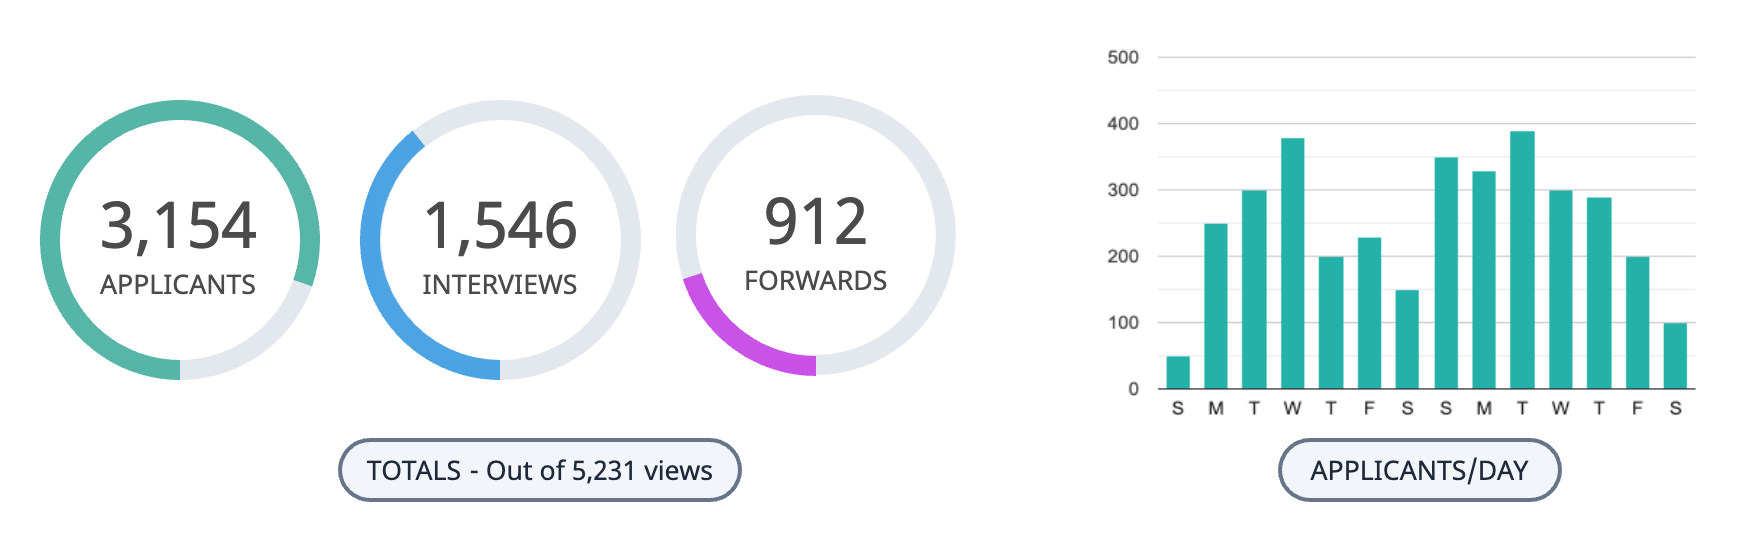 3,154
APPLICANTS
1,546
INTERVIEWS
912
FORWARDS
TOTALS - Out of 5,231 views
500
400
300
200
100
0
S M T W T F S S M T W T F S
APPLICANTS/DAY